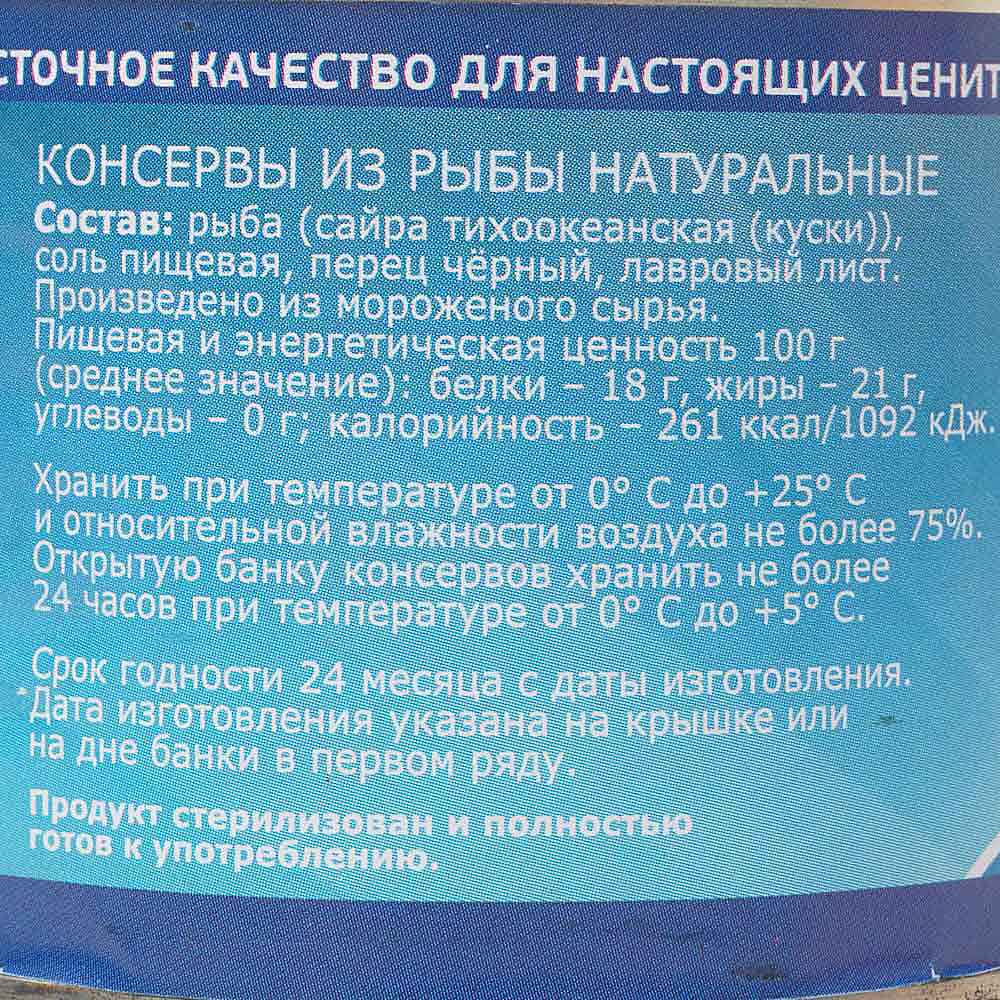 СТОЧНОЕ КАЧЕСТВО ДЛЯ НАСТОЯЩИХ ЦЕНИТ
КОНСЕРВЫ ИЗ РЫБЫ НАТУРАЛЬНЫЕ
Состав: рыба (сайра тихоокеанская (куски)),
соль пищевая, перец чёрный, лавровый лист.
Произведено из мороженого сырья.
Пищевая и энергетическая ценность 100 г
(среднее значение): белки – 18 г, жиры – 21 г,
углеводы – 0 г; калорийность – 261 ккал/1092 кДж.
Хранить при температуре от 0° С до +25° С
и относительной влажности воздуха не более 75%.
Открытую банку консервов хранить не более
24 часов при температуре от 0° С до +5° С.
Срок годности 24 месяца с даты изготовления.
Дата изготовления указана на крышке или
на дне банки в первом ряду.
Продукт стерилизован и полностью
готов к употреблению.